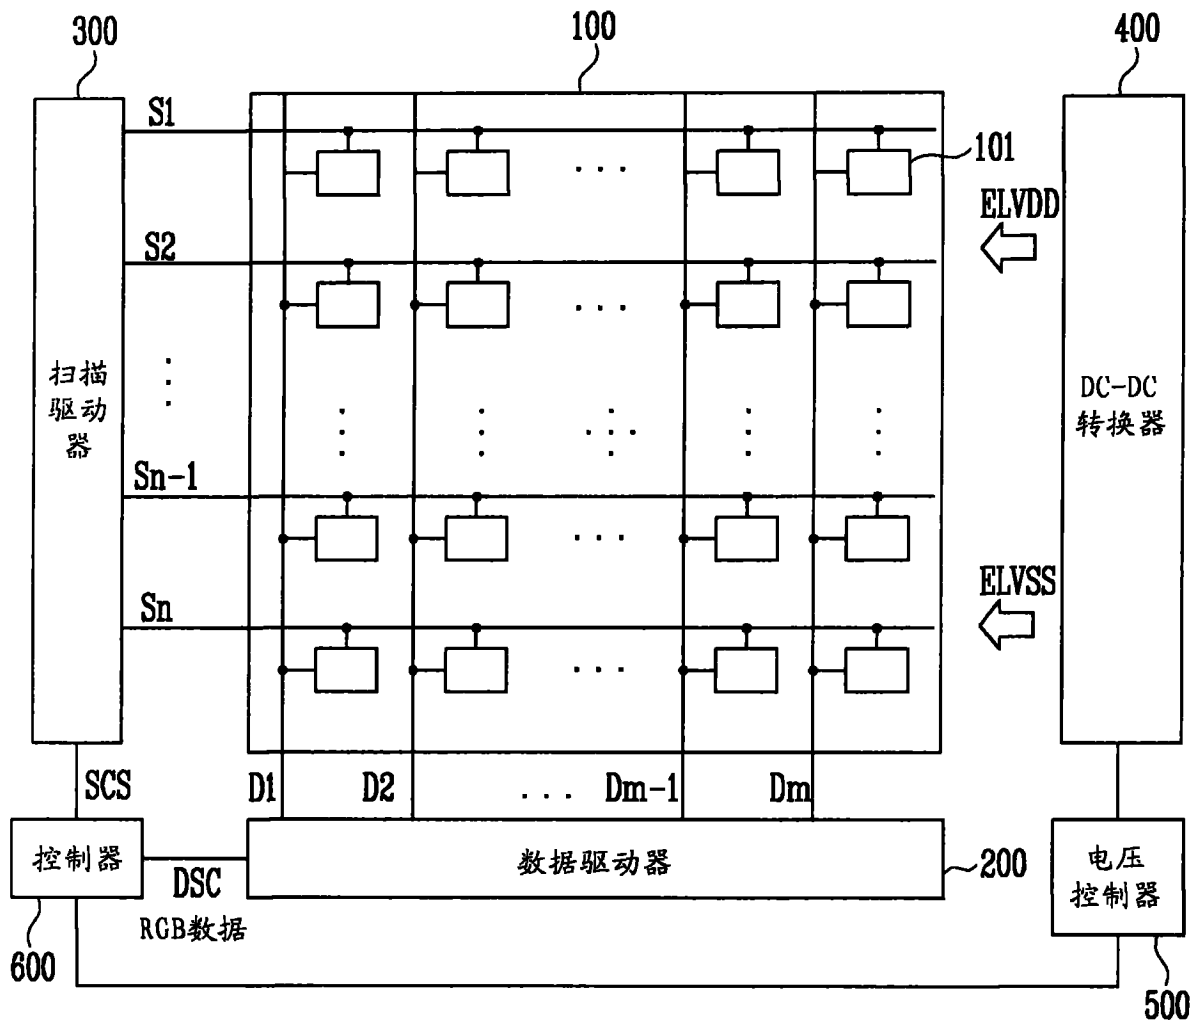 300
100
400
S1
101
ELVDD
S2
扫描
驱动
器
DC-DC
转换器
Sn-1
ELVSS
Sn
SCS
D1
D2
Dm-1
Dm
控制器
数据驱动器
200
电压
控制器
DSC
RGB数据
600
500